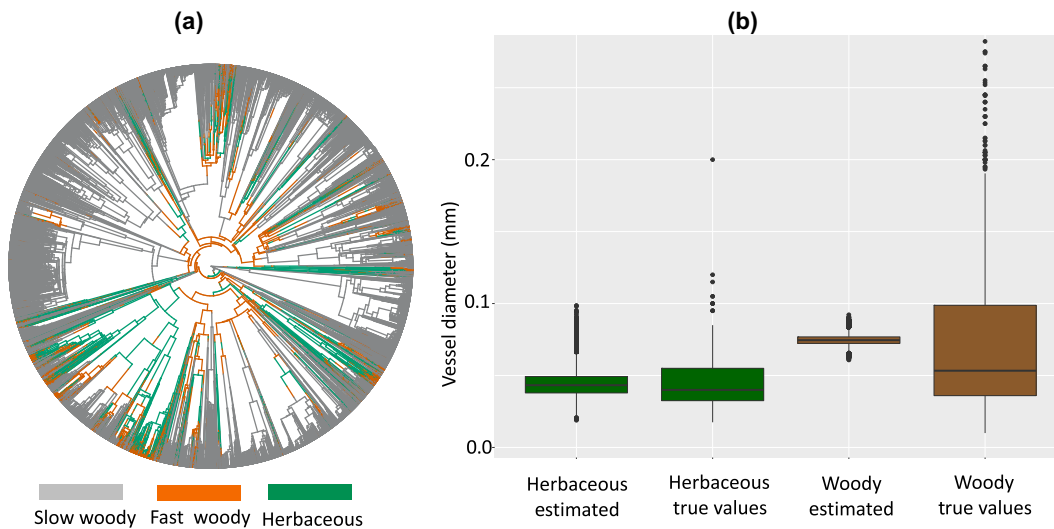 (a)
Slow woody
Fast woody
Herbaceous
(b)
Vessel diameter (mm)
0.2
0.1
0.0
Herbaceous
estimated
Herbaceous
true values
Woody
estimated
Woody
true values